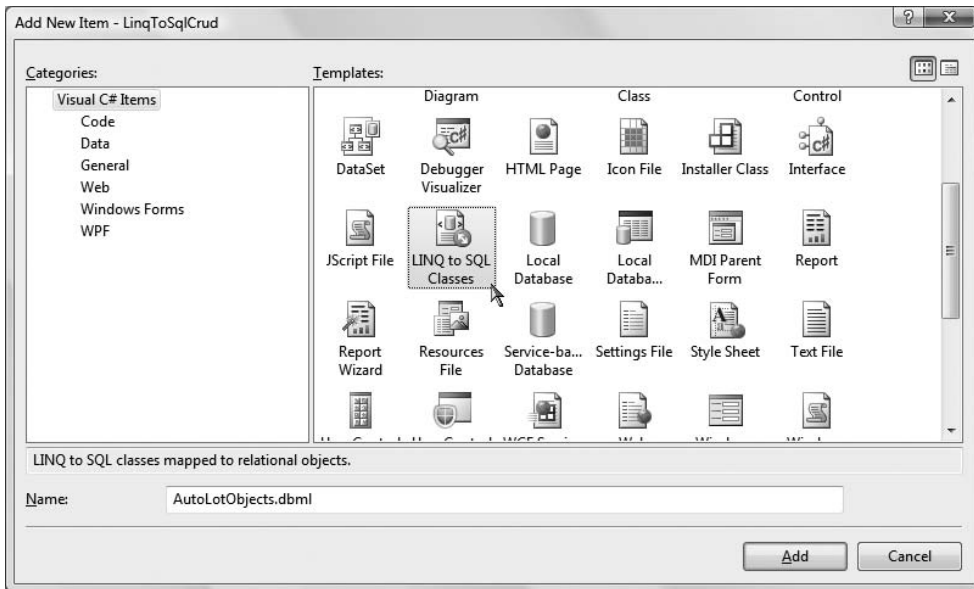 Add New Item - LinqToSqlCrud
Categories:
Templates:
Visual C# Items
Code
Data
General
Web
Windows Forms
WPF
Diagram
Class
Control
DataSet
Debugger
Visualizer
HTML Page
Icon File
Installer Class
Interface
JScript File
LINQ to SQL
Classes
Local
Database
Local
Databa...
MDI Parent
Form
Report
Report
Wizard
Resources
File
Service-ba...
Database
Settings File
Style Sheet
Text File
LINQ to SQL classes mapped to relational objects.
Name:
AutoLotObjects.dbml
Add
Cancel